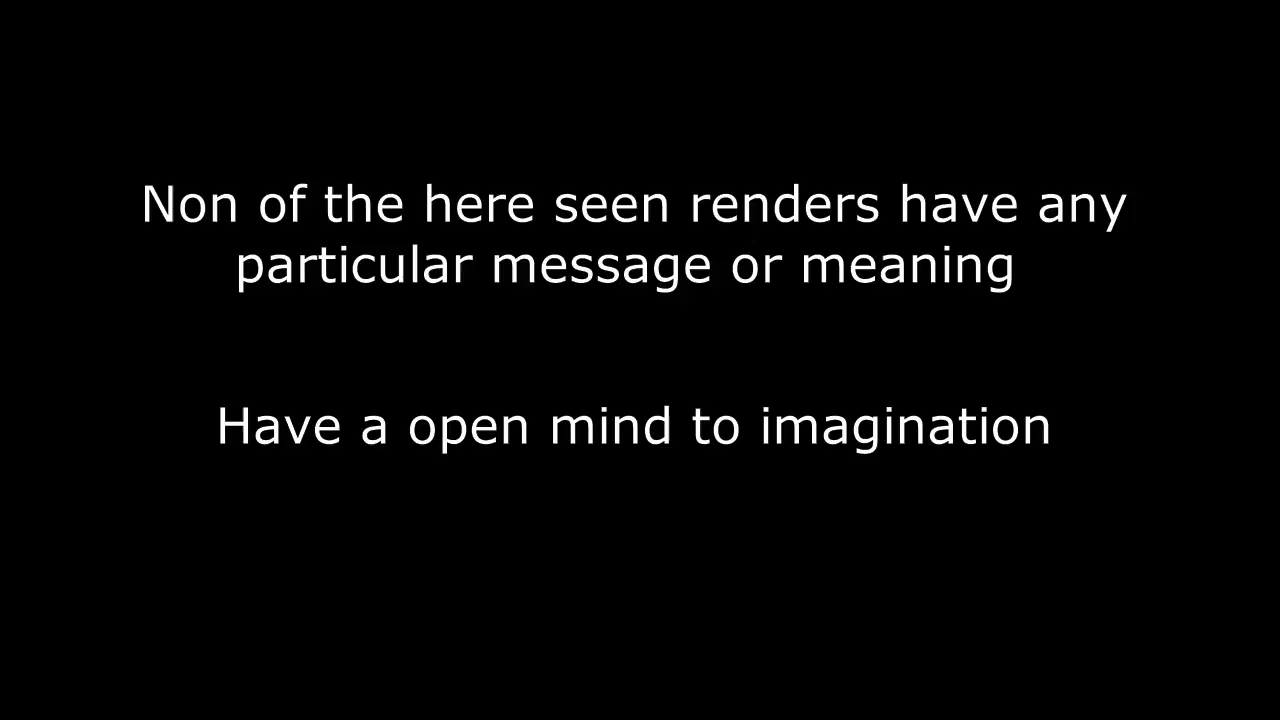 Non of the here seen renders have any
particular message or meaning
Have a open mind to imagination